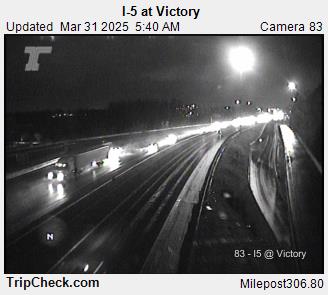 I-5 at Victory
Updated Mar 31 2025 5:40 AM Camera 83
T
N
83 - I5 @ Victory
TripCheck.com Milepost306.80